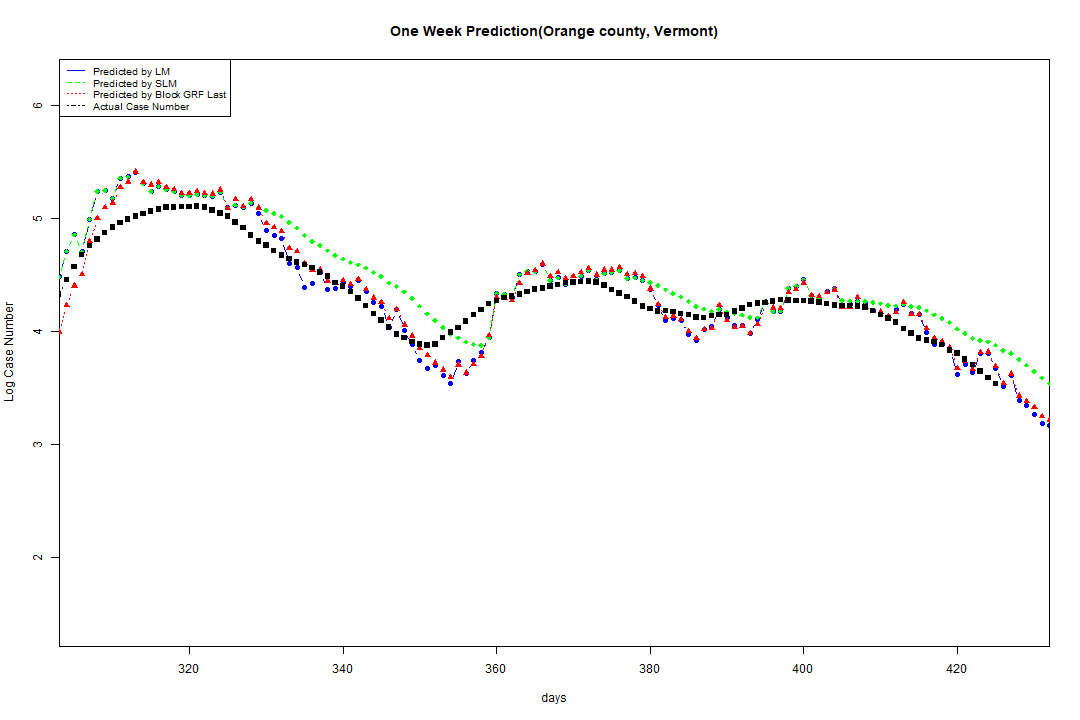 One Week Prediction(Orange county, Vermont)
Predicted by LM
Predicted by SLM
Predicted by Block GRF Last
Actual Case Number
6
5
4
3
2
Log Case Number
320 340 360 380 400 420
days